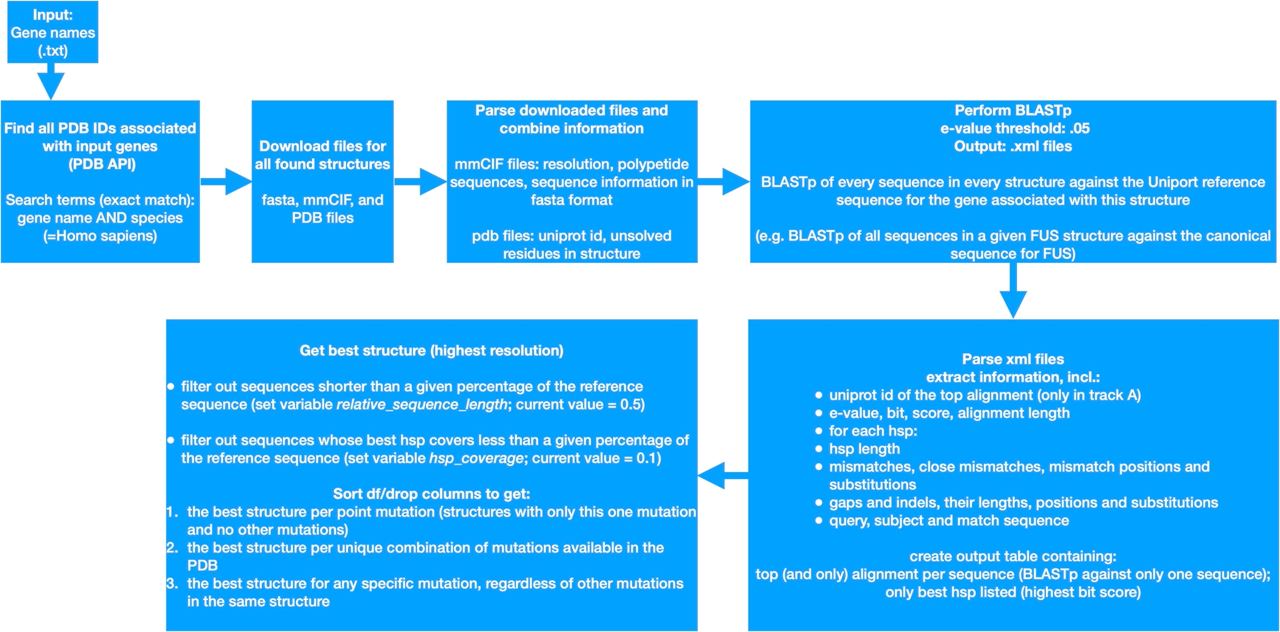 Input:
Gene names
(.txt)
Find all PDB IDs associated
with input genes
(PDB API)
Search terms (exact match):
gene name AND species
(=Homo sapiens)
Download files for
all found structures
fasta, mmCIF, and
PDB files
Parse downloaded files and
combine information
mmCIF files: resolution, polypetide
sequences, sequence information in
fasta format
pdb files: uniprot id, unsolved
residues in structure
Perform BLASTp
e-value threshold: .05
Output: .xml files
BLASTp of every sequence in every structure against the Uniport reference
sequence for the gene associated with this structure
(e.g. BLASTp of all sequences in a given FUS structure against the canonical
sequence for FUS)
Parse xml files
extract information, incl.:
• uniprot id of the top alignment (only in track A)
• e-value, bit, score, alignment length
• for each hsp:
• hsp length
• mismatches, close mismatches, mismatch positions and
substitutions
• gaps and indels, their lengths, positions and substitutions
• query, subject and match sequence
create output table containing:
top (and only) alignment per sequence (BLASTp against only one sequence);
only best hsp listed (highest bit score)
Get best structure (highest resolution)
• filter out sequences shorter than a given percentage of the reference
sequence (set variable relative_sequence_length; current value = 0.5)
• filter out sequences whose best hsp covers less than a given percentage of
the reference sequence (set variable hsp_coverage; current value = 0.1)
Sort df/drop columns to get:
1. the best structure per point mutation (structures with only this one mutation
and no other mutations)
2. the best structure per unique combination of mutations available in the
PDB
3. the best structure for any specific mutation, regardless of other mutations
in the same structure